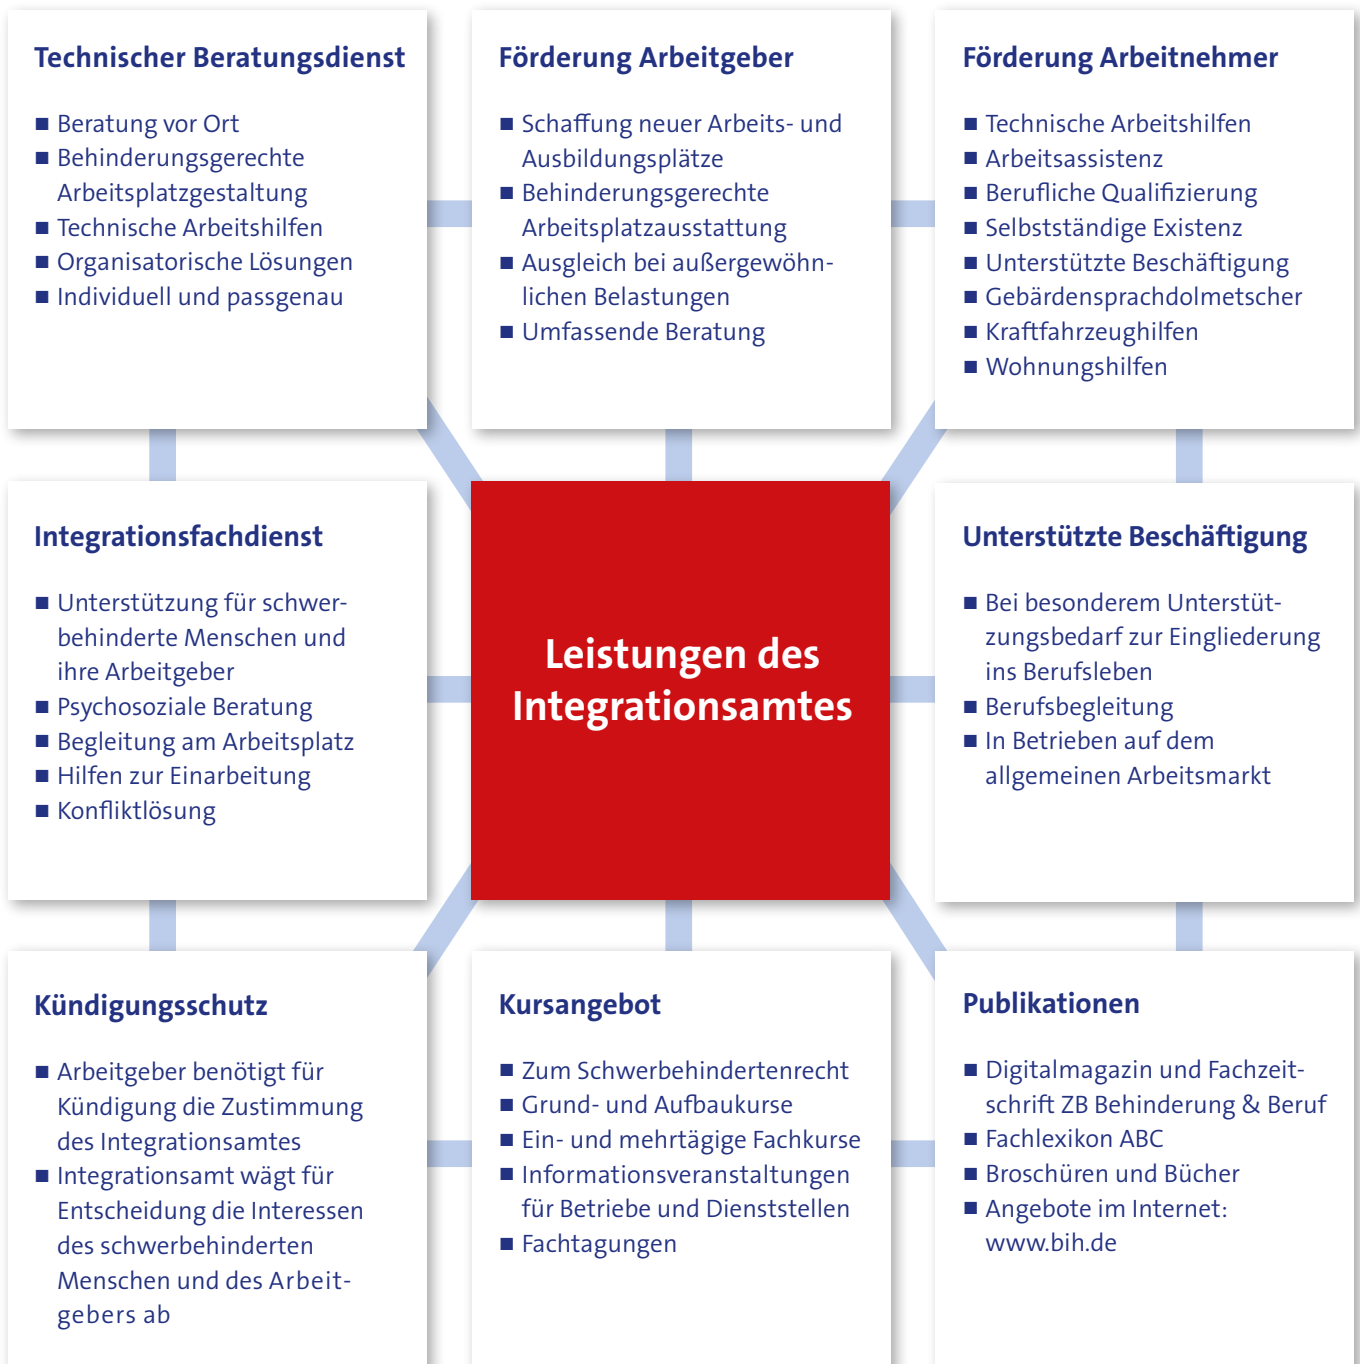 Technischer Beratungsdienst
■ Beratung vor Ort
■ Behinderungsgerechte
Arbeitsplatzgestaltung
■ Technische Arbeitshilfen
■ Organisatorische Lösungen
■ Individuell und passgenau
Förderung Arbeitgeber
■ Schaffung neuer Arbeits- und
Ausbildungsplätze
■ Behinderungsgerechte
Arbeitsplatzausstattung
■ Ausgleich bei außergewöhn-
lichen Belastungen
■ Umfassende Beratung
Förderung Arbeitnehmer
■ Technische Arbeitshilfen
■ Arbeitsassistenz
■ Berufliche Qualifizierung
■ Selbstständige Existenz
■ Unterstützte Beschäftigung
■ Gebärdensprachdolmetscher
■ Kraftfahrzeughilfen
■ Wohnungshilfen
Integrationsfachdienst
■ Unterstützung für schwer-
behinderte Menschen und
ihre Arbeitgeber
■ Psychosoziale Beratung
■ Begleitung am Arbeitsplatz
■ Hilfen zur Einarbeitung
■ Konfliktlösung
Leistungen des
Integrationsamtes
Unterstützte Beschäftigung
■ Bei besonderem Unterstüt-
zungsbedarf zur Eingliederung
ins Berufsleben
■ Berufsbegleitung
■ In Betrieben auf dem
allgemeinen Arbeitsmarkt
Kündigungsschutz
■ Arbeitgeber benötigt für
Kündigung die Zustimmung
des Integrationsamtes
■ Integrationsamt wägt für
Entscheidung die Interessen
des schwerbehinderten
Menschen und des Arbeit-
gebers ab
Kursangebot
■ Zum Schwerbehindertenrecht
■ Grund- und Aufbaukurse
■ Ein- und mehrtägige Fachkurse
■ Informationsveranstaltungen
für Betriebe und Dienststellen
■ Fachtagungen
Publikationen
■ Digitalmagazin und Fachzeit-
schrift ZB Behinderung & Beruf
■ Fachlexikon ABC
■ Broschüren und Bücher
■ Angebote im Internet:
www.bih.de